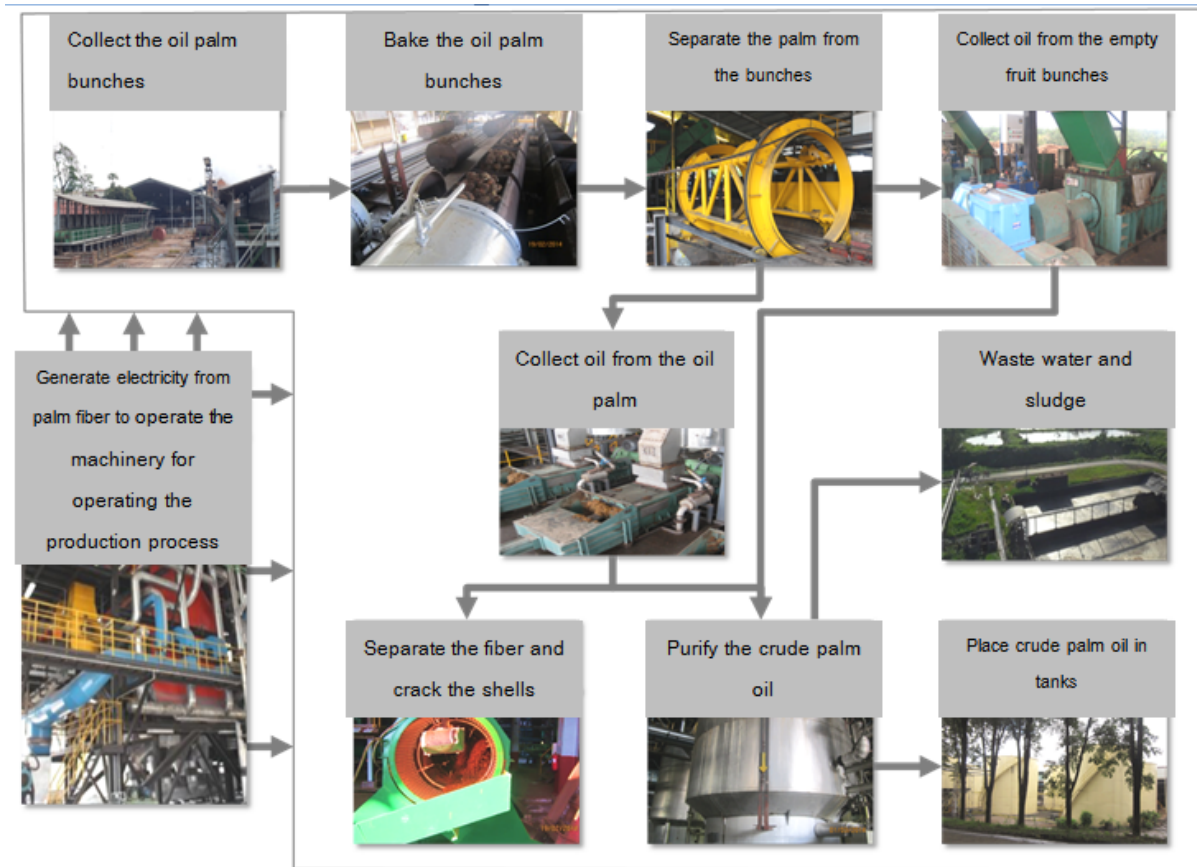 Collect the oil palm
bunches
Bake the oil palm
bunches
Separate the palm from
the bunches
Collect oil from the empty
fruit bunches
Generate electricity from
palm fiber to operate the
machinery for
operating the
production process
Collect oil from the oil
palm
Waste water and
sludge
Separate the fiber and
crack the shells
Purify the crude palm
oil
Place crude palm oil in
tanks
19/02/2014